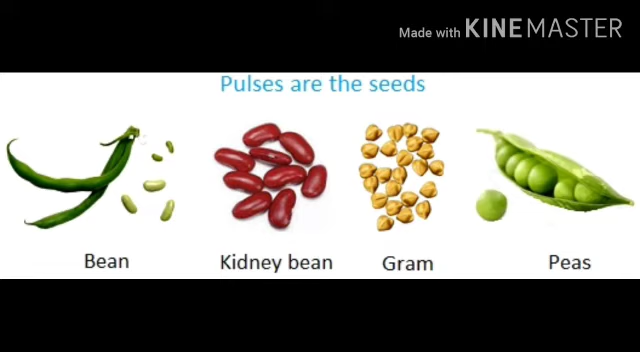 Made with KINEMASTER
Pulses are the seeds
Bean
Kidney bean
Gram
Peas